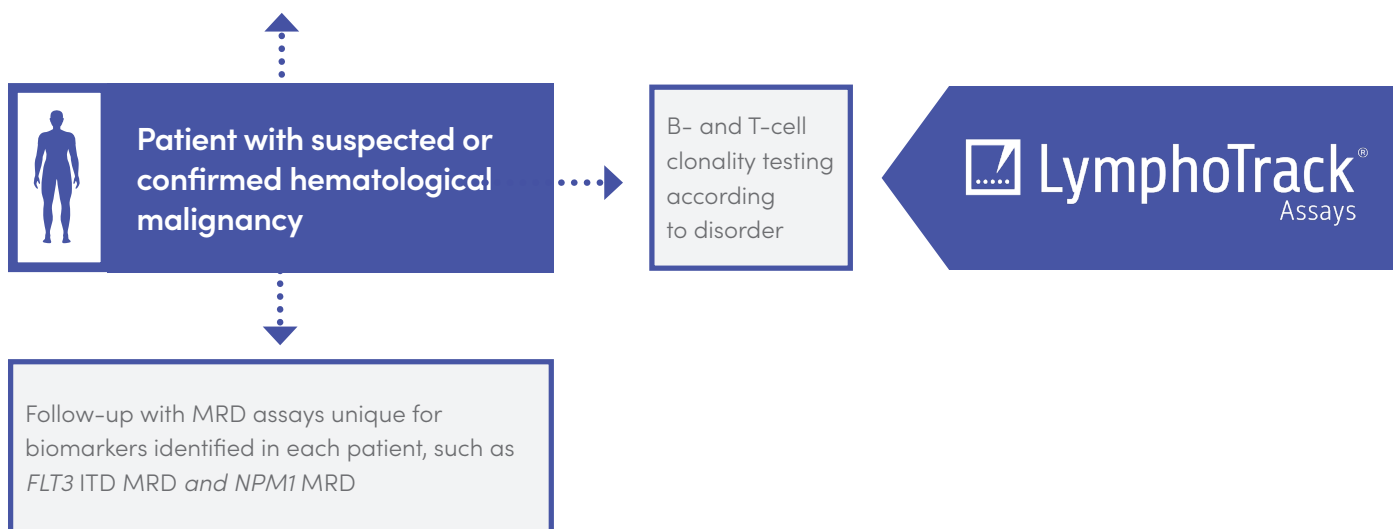 Patient with suspected or
confirmed hematological
malignancy
B- and T-cell
clonality testing
according
to disorder
LymphoTrack®
Assays
Follow-up with MRD assays unique for
biomarkers identified in each patient, such as
FLT3 ITD MRD and NPM1 MRD